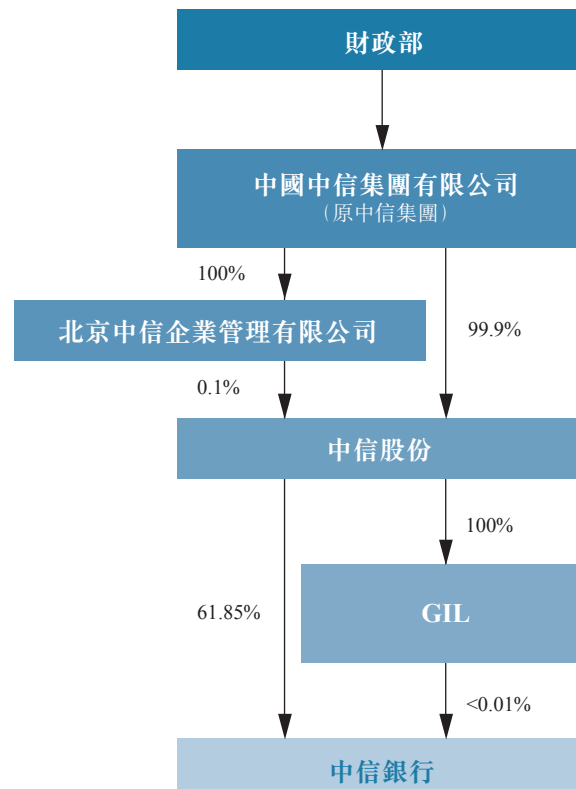 財政部
中國中信集團有限公司
（原中信集團）
100%
北京中信企業管理有限公司
99.9%
0.1%
中信股份
100%
61.85%
GIL
<0.01%
中信銀行